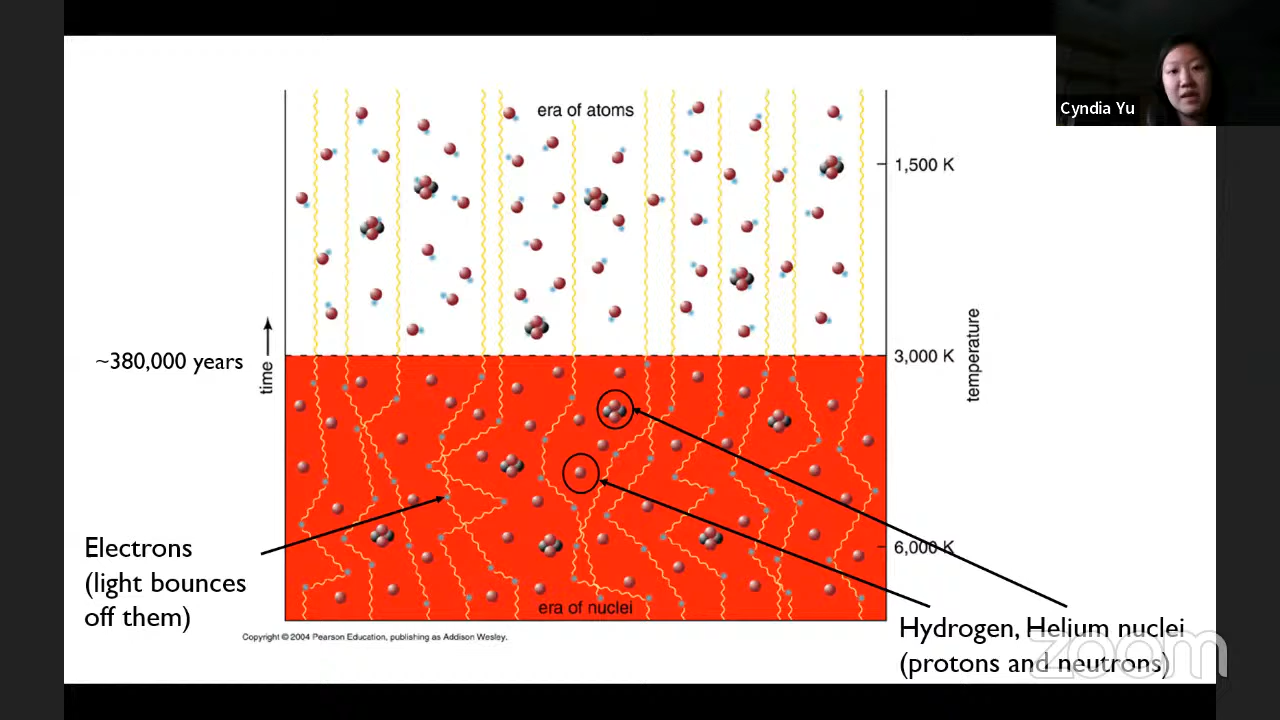 Cyndia Yu
era of atoms
1,500 K
~380,000 years
time
3,000 K
temperature
6,000 K
Electrons
(light bounces
off them)
era of nuclei
Copyright © 2004 Pearson Education, publishing as Addison Wesley.
Hydrogen, Helium nuclei
(protons and neutrons)
zoom